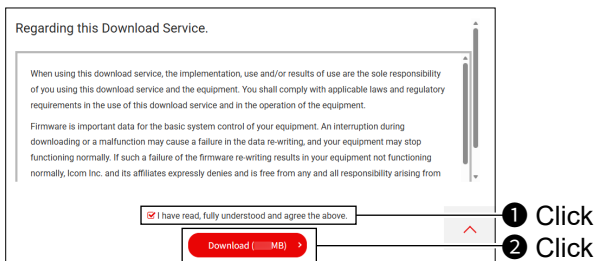 Regarding this Download Service.
When using this download service, the implementation, use and/or results of use are the sole responsibility
of you using this download service and the equipment. You shall comply with applicable laws and regulatory
requirements in the use of this download service and in the operation of the equipment.
Firmware is important data for the basic system control of your equipment. An interruption during
downloading or a malfunction may cause a failure in the data re-writing, and your equipment may stop
functioning normally. If such a failure of the firmware re-writing results in your equipment not functioning
normally, Icom Inc. and its affiliates expressly denies and is free from any and all responsibility arising from
I have read, fully understood and agree the above.
❶ Click
Download ( MB)
❷ Click